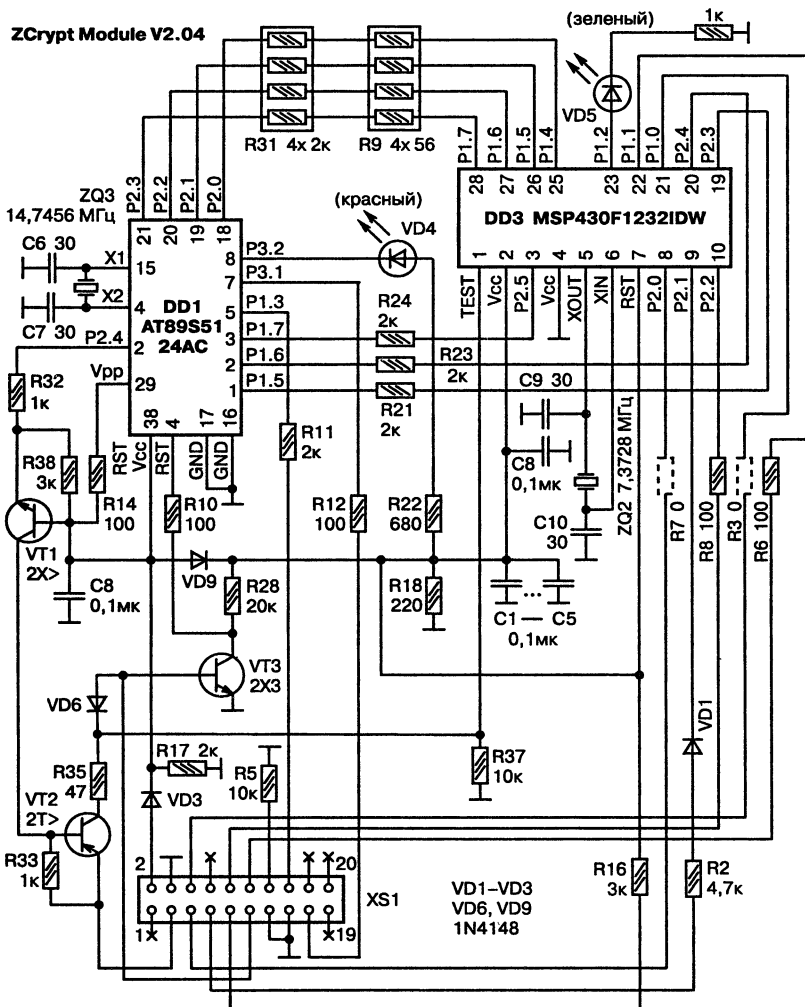 ZCrypt Module V2.04
(зеленый)
1к
VD5
R31 4x 2к
R9 4x 56
P1.7
P1.6
P1.5
P1.4
P1.2
P1.1
P1.0
P2.4
P2.3
28 27 26 25 23 22 21 20 19
DD3 MSP430F1232IDW
1 2 3 4 5 6 7 8 9 10
TEST
Vcc
P2.5
Vcc
XOUT
XIN
RST
P2.0
P2.1
P2.2
ZQ3
14,7456 МГц
P2.3
P2.2
P2.1
P2.0
21 20 19 18
(красный)
VD4
C6 30
X1
15
X2
4
C7 30
P2.4
2
Vpp
29
DD1
AT89S51
24AC
8 P3.2
7 P3.1
5 P1.3
3 P1.7
2 P1.6
1 P1.5
38 4 17 16
RST
Vcc
RST
GND
GND
R24
2к
R23
2к
R21
2к
R32
1к
R38
3к
R14
100
R10
100
R11
2к
R12
100
R22
680
R18
220
C9 30
C8
0,1мк
C10
30
ZQ2 7,3728 МГц
R7 0
R8 100
R3 0
R6 100
VT1
2X>
C8
0,1мк
VD9
R28
20к
C1 — C5
...
0,1мк
VT3
2X3
VD6
VD1
R35
47
R17 2к
R5
10к
R37
10к
VT2
2T>
VD3
R33
1к
R16
3к
R2
4,7к
2
20
1
19
XS1
VD1–VD3
VD6, VD9
1N4148